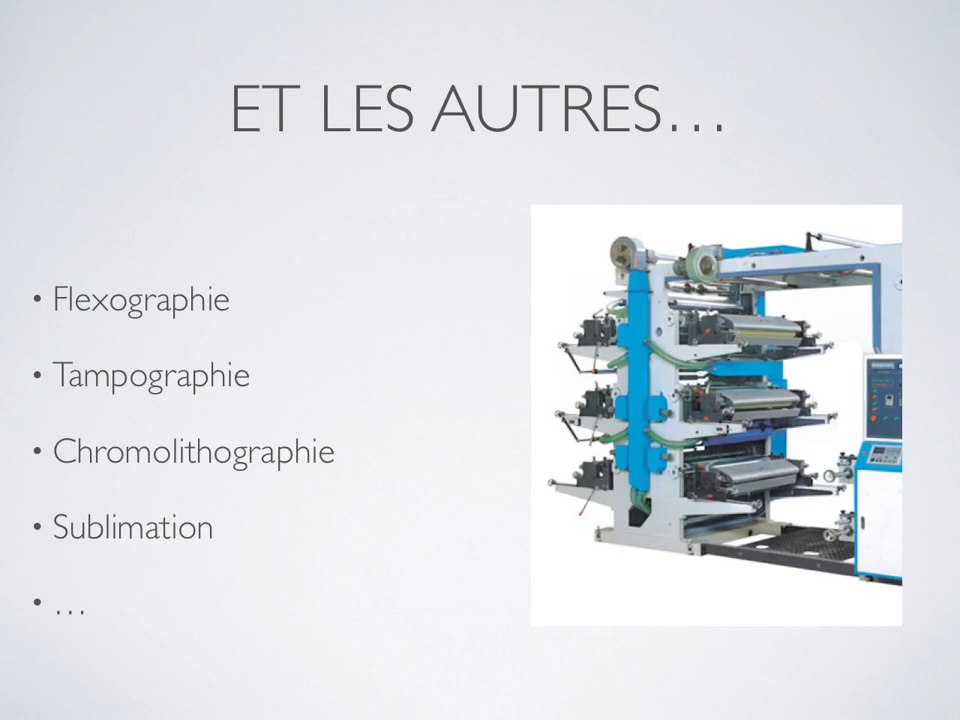 ET LES AUTRES…
• Flexographie
• Tampographie
• Chromolithographie
• Sublimation
• …